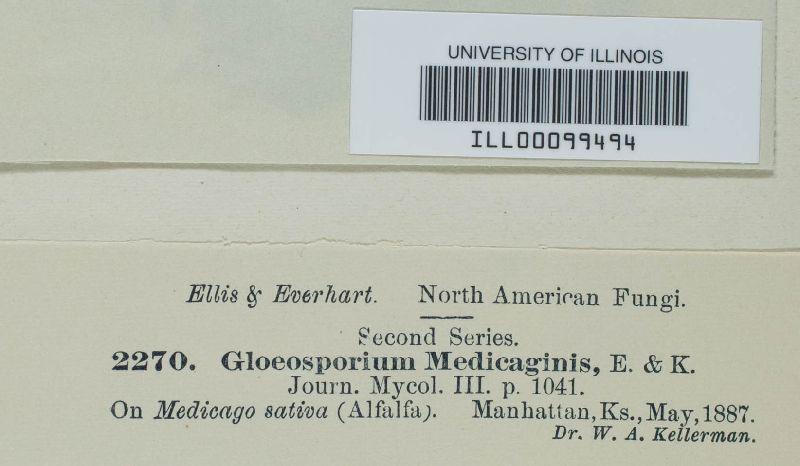 UNIVERSITY OF ILLINOIS
ILL00099494
Ellis & Everhart. North American Fungi.
Second Series.
2270. Gloeosporium Medicaginis, E. & K.
Journ. Mycol. III. p. 1041.
On Medicago sativa (Alfalfa). Manhattan, Ks., May, 1887.
Dr. W. A. Kellerman.